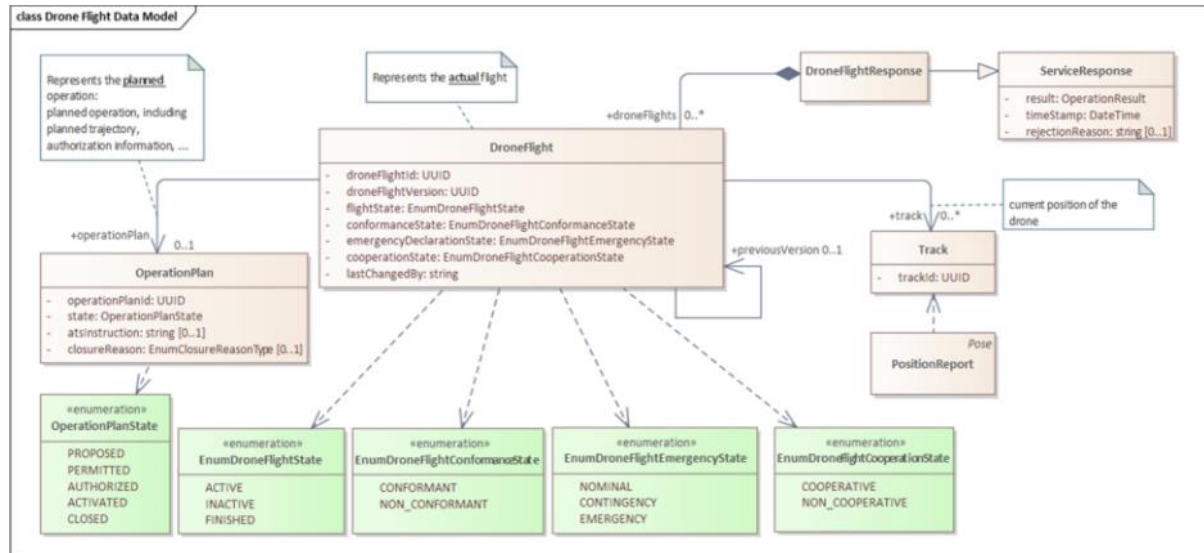 class Drone Flight Data Model
Represents the planned
operation:
planned operation, including
planned trajectory,
authorization information, ...
Represents the actual flight
DroneFlightResponse
ServiceResponse
- result: OperationResult
- timeStamp: DateTime
- rejectionReason: string [0..1]
+droneFlights 0..*
DroneFlight
- droneFlightId: UUID
- droneFlightVersion: UUID
- flightState: EnumDroneFlightState
- conformanceState: EnumDroneFlightConformanceState
- emergencyDeclarationState: EnumDroneFlightEmergencyState
- cooperationState: EnumDroneFlightCooperationState
- lastChangedBy: string
+operationPlan
0..1
+previousVersion 0..1
+track 0..*
current position of the
drone
OperationPlan
- operationPlanId: UUID
- state: OperationPlanState
- atsInstruction: string [0..1]
- closureReason: EnumClosureReasonType [0..1]
Track
- trackId: UUID
Pose
PositionReport
«enumeration»
OperationPlanState
PROPOSED
PERMITTED
AUTHORIZED
ACTIVATED
CLOSED
«enumeration»
EnumDroneFlightState
ACTIVE
INACTIVE
FINISHED
«enumeration»
EnumDroneFlightConformanceState
CONFORMANT
NON_CONFORMANT
«enumeration»
EnumDroneFlightEmergencyState
NOMINAL
CONTINGENCY
EMERGENCY
«enumeration»
EnumDroneFlightCooperationState
COOPERATIVE
NON_COOPERATIVE